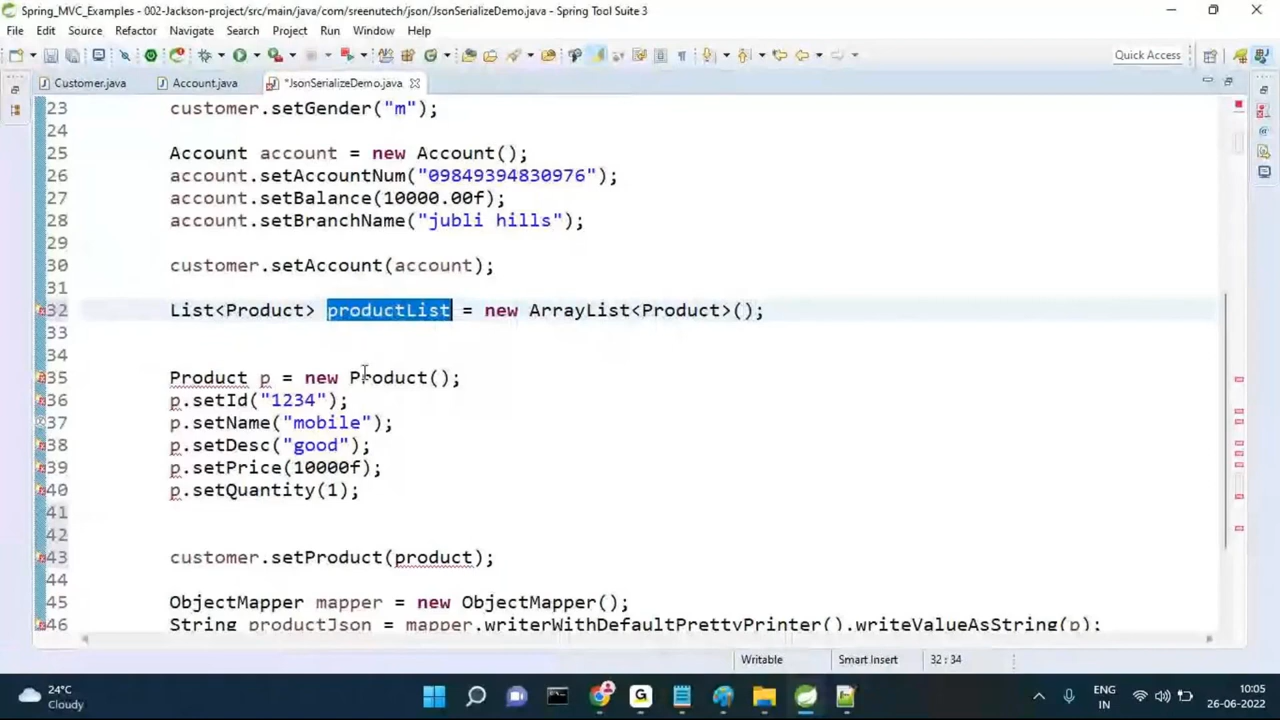 Spring_MVC_Examples - 002-Jackson-project/src/main/java/com/sreenutech/json/JsonSerializeDemo.java - Spring Tool Suite 3
File Edit Source Refactor Navigate Search Project Run Window Help
Quick Access
Customer.java Account.java *JsonSerializeDemo.java
23 customer.setGender("m");
24
25 Account account = new Account();
26 account.setAccountNum("09849394830976");
27 account.setBalance(10000.00f);
28 account.setBranchName("jubli hills");
29
30 customer.setAccount(account);
31
32 List<Product> productList = new ArrayList<Product>();
33
34
35 Product p = new Product();
36 p.setId("1234");
37 p.setName("mobile");
38 p.setDesc("good");
39 p.setPrice(10000f);
40 p.setQuantity(1);
41
42
43 customer.setProduct(product);
44
45 ObjectMapper mapper = new ObjectMapper();
46 String productJson = mapper.writerWithDefaultPrettyPrinter().writeValueAsString(p);
Writable Smart Insert 32 : 34
24°C
Cloudy
ENG
IN
10:05
26-06-2022